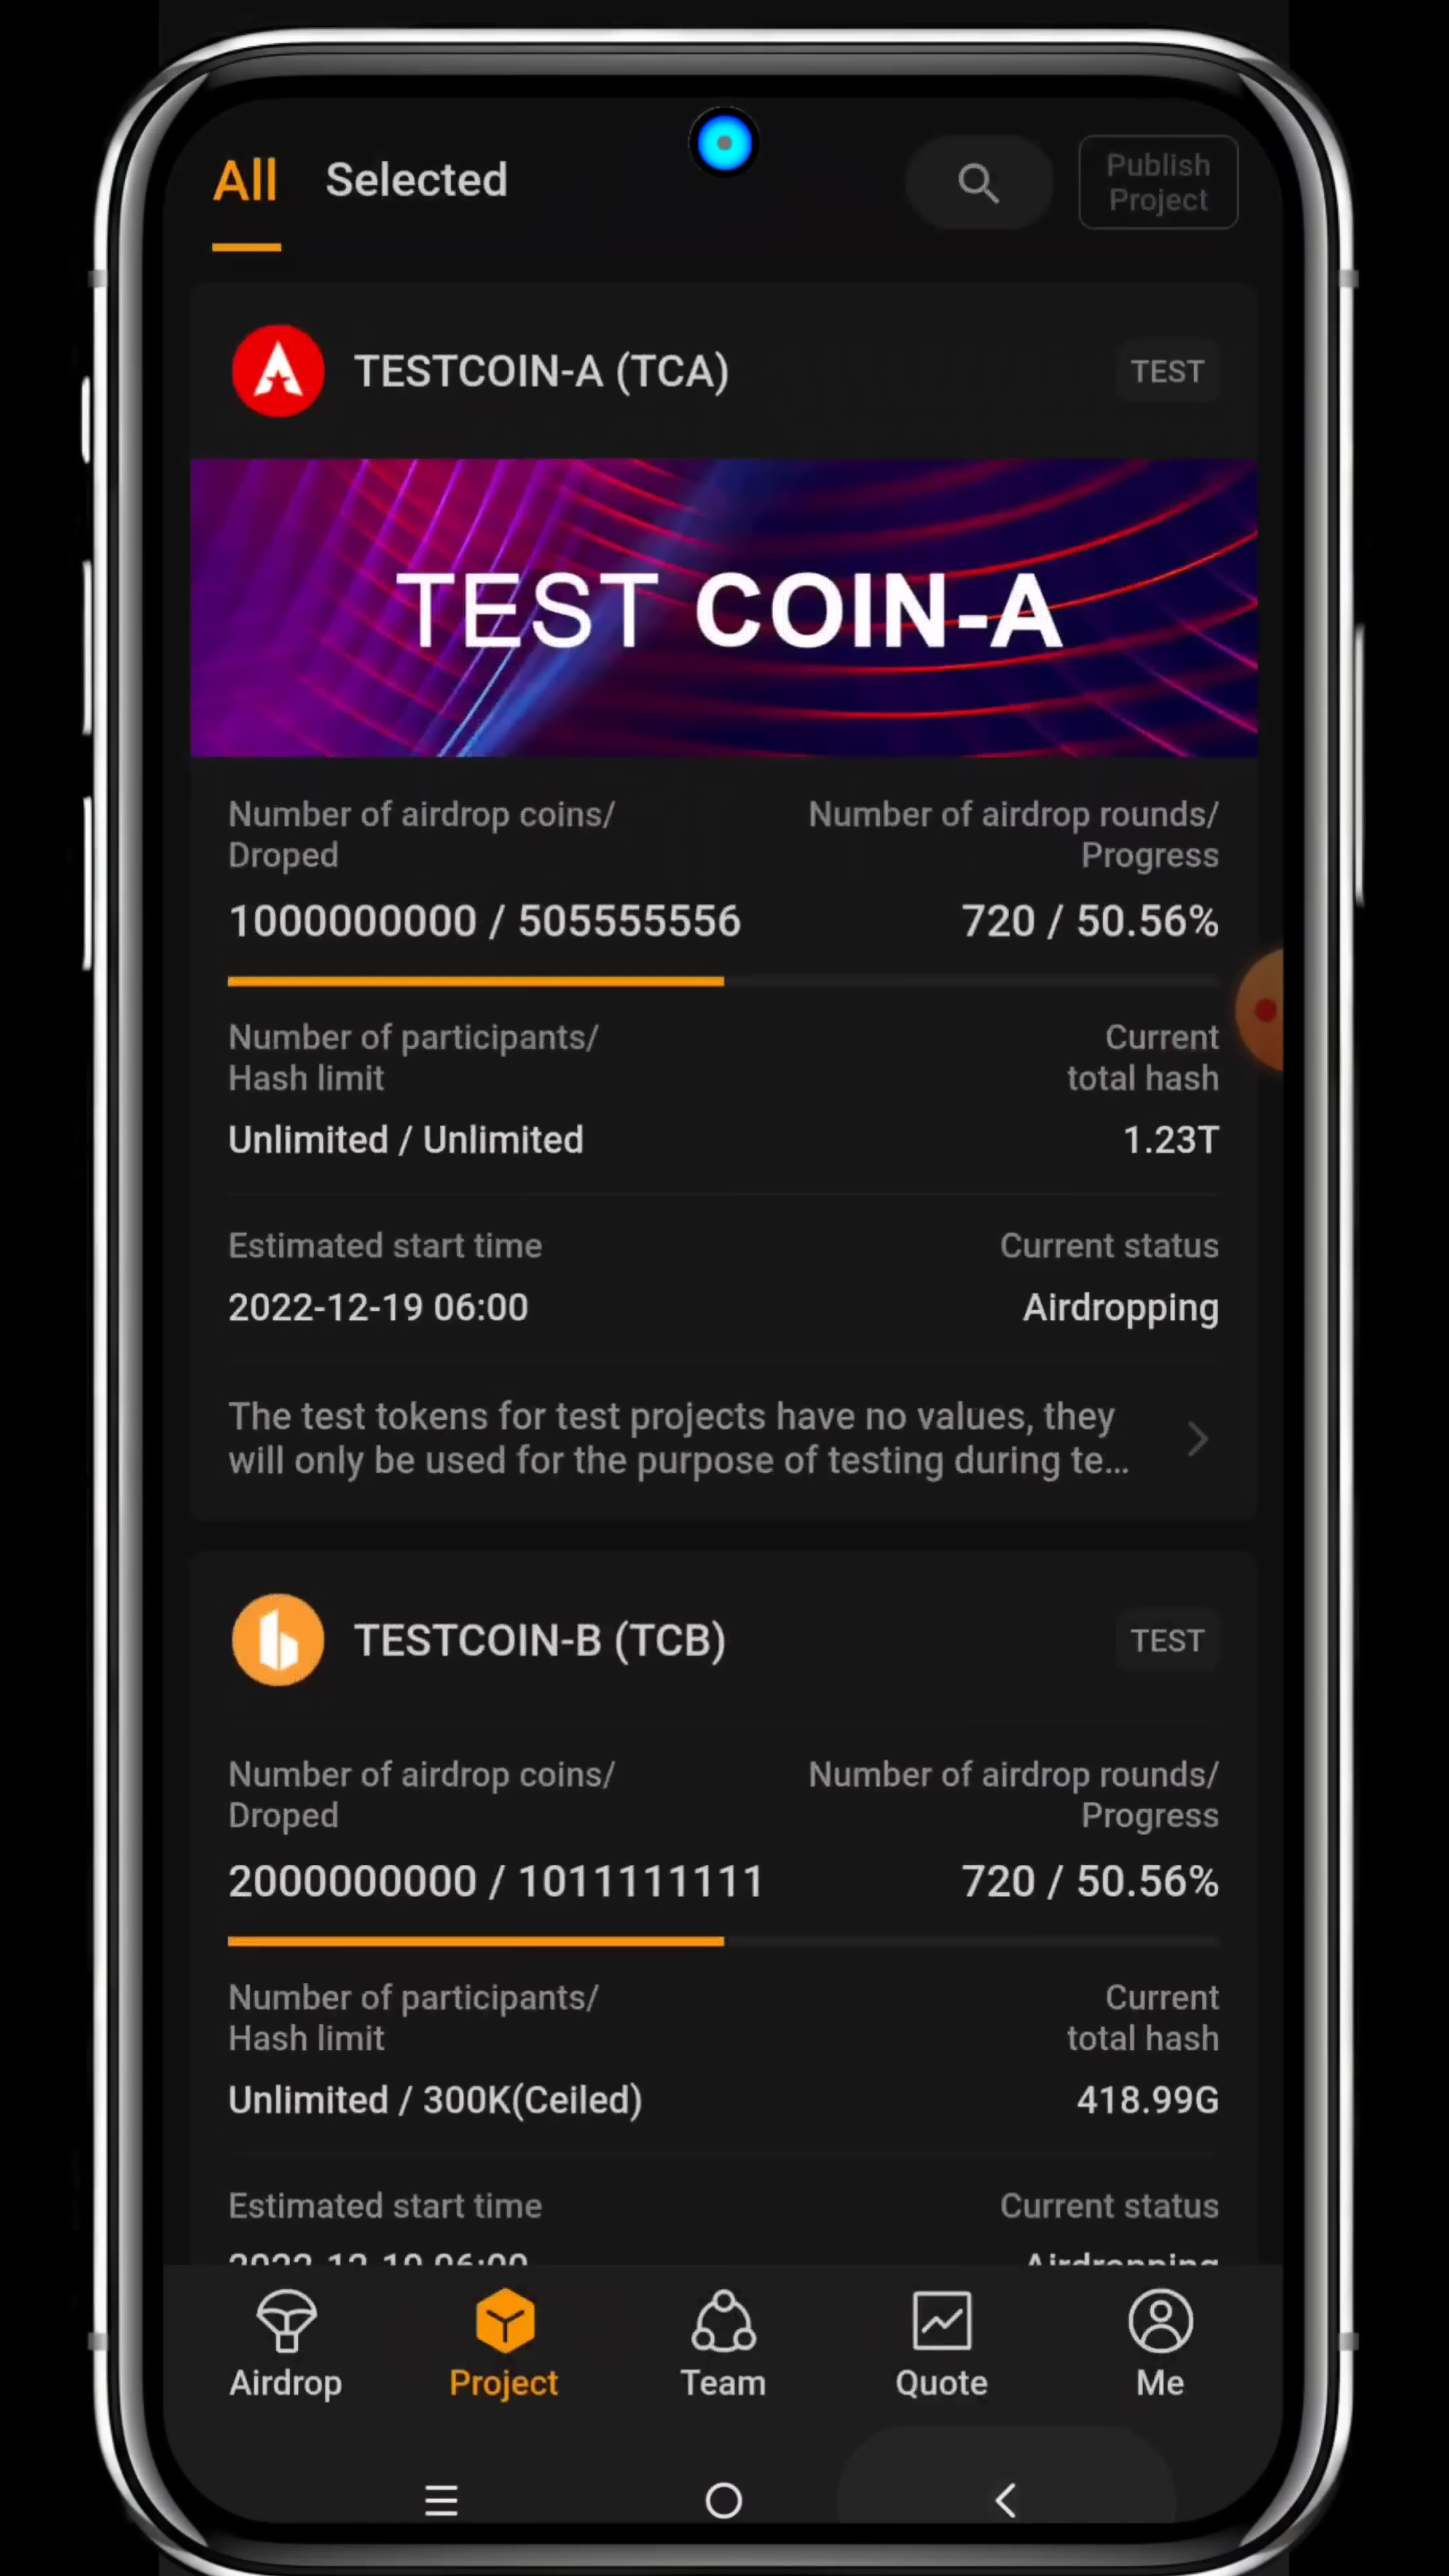 All Selected
Publish
Project
TESTCOIN-A (TCA) TEST
TEST COIN-A
Number of airdrop coins/
Droped
Number of airdrop rounds/
Progress
1000000000 / 505555556 720 / 50.56%
Number of participants/
Hash limit
Current
total hash
Unlimited / Unlimited 1.23T
Estimated start time Current status
2022-12-19 06:00 Airdropping
The test tokens for test projects have no values, they
will only be used for the purpose of testing during te...
TESTCOIN-B (TCB) TEST
Number of airdrop coins/
Droped
Number of airdrop rounds/
Progress
2000000000 / 1011111111 720 / 50.56%
Number of participants/
Hash limit
Current
total hash
Unlimited / 300K(Ceiled) 418.99G
Estimated start time Current status
Airdrop Project Team Quote Me